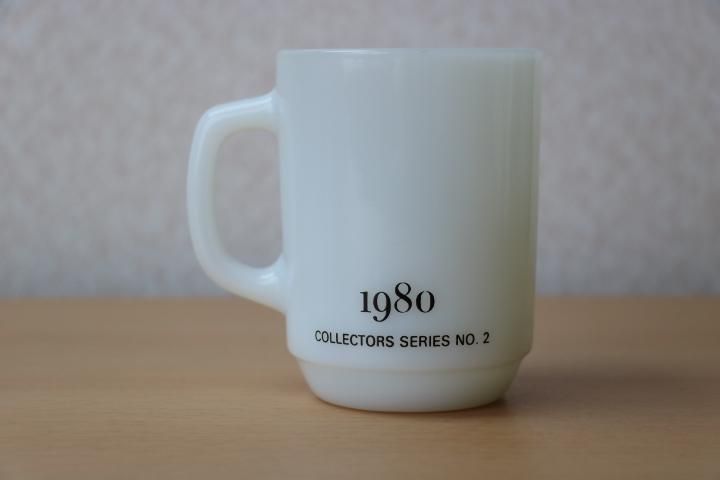 1980
COLLECTORS SERIES NO. 2